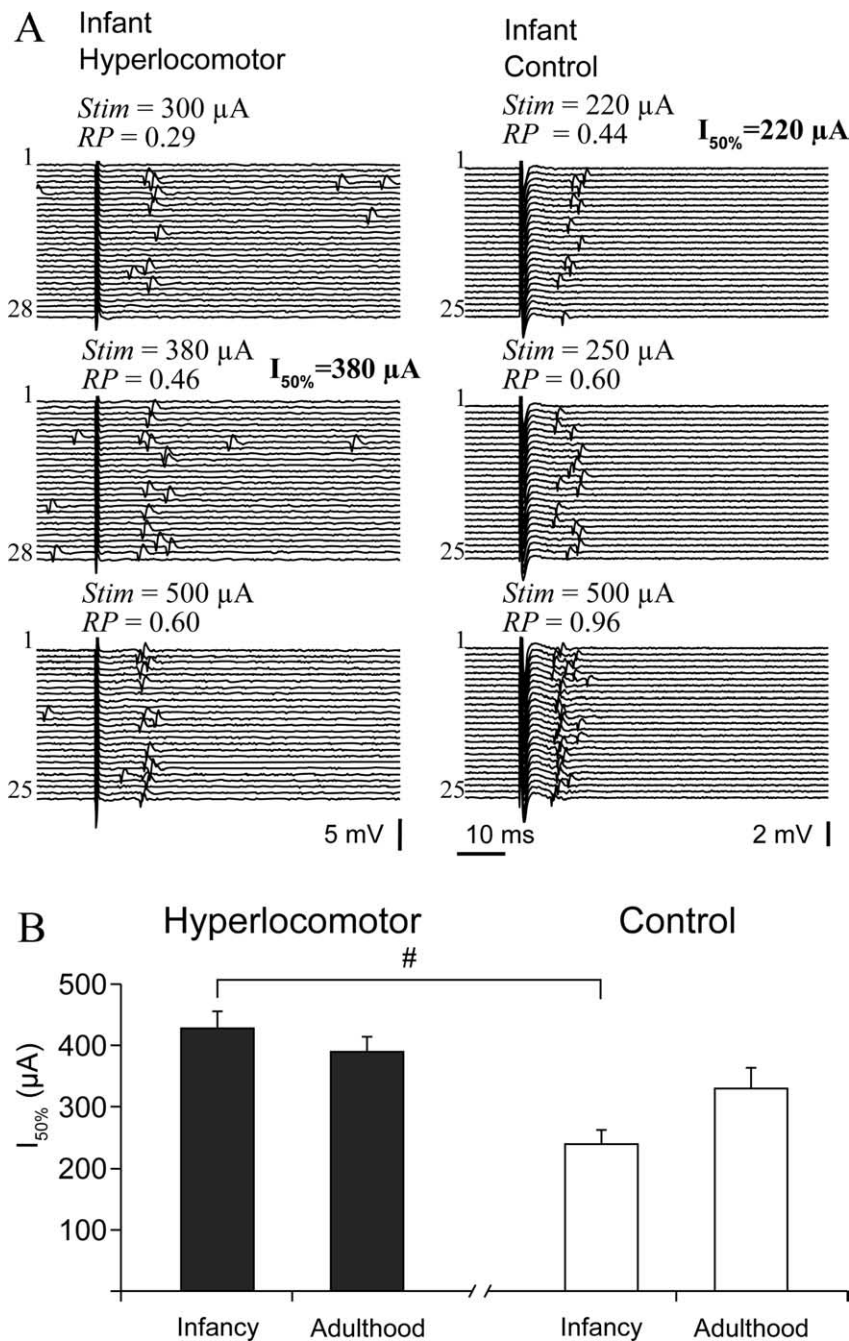 A
Infant
Hyperlocomotor
Stim = 300 µA
RP = 0.29
1
28
Stim = 380 µA
RP = 0.46
I50%=380 µA
1
28
Stim = 500 µA
RP = 0.60
1
25
5 mV
Infant
Control
Stim = 220 µA
RP = 0.44
I50%=220 µA
1
25
Stim = 250 µA
RP = 0.60
1
25
Stim = 500 µA
RP = 0.96
1
25
10 ms
2 mV
B
Hyperlocomotor
Control
#
I50% (µA)
500
400
300
200
100
Infancy
Adulthood
Infancy
Adulthood